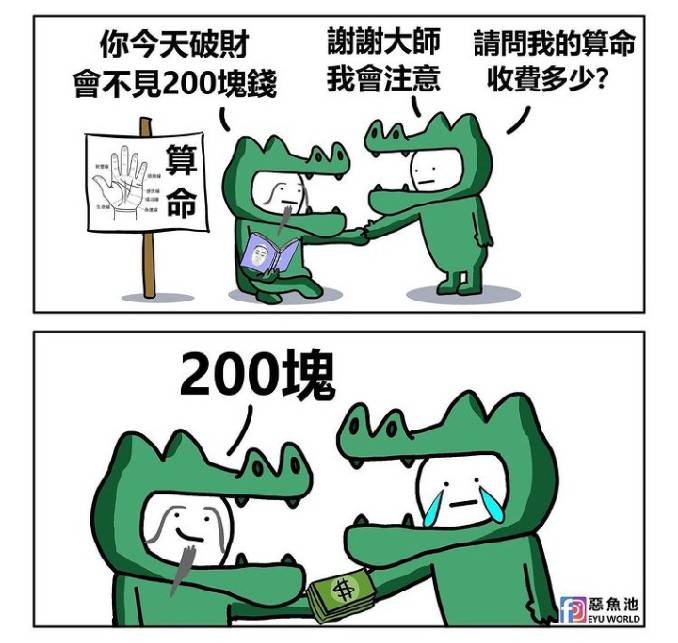 你今天破財
會不見200塊錢
謝謝大師
我會注意
請問我的算命
收費多少?
算命
200塊
惡魚池
EYU WORLD